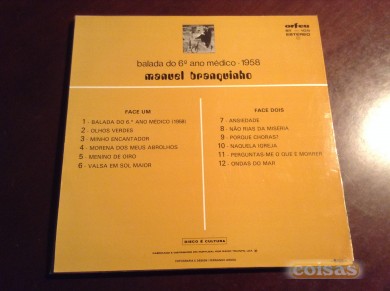 orfeu
STEREO
balada do 6º ano médico · 1958
manuel branquinho
FACE UM
1 - BALADA DO 6.º ANO MÉDICO (1958)
2 - OLHOS VERDES
3 - MINHO ENCANTADOR
4 - MORENA DOS MEUS ABROLHOS
5 - MENINO DE OIRO
6 - VALSA EM SOL MAIOR
FACE DOIS
7 - ANSIEDADE
8 - NÃO RIAS DA MISÉRIA
9 - PORQUE CHORAS?
10 - NAQUELA IGREJA
11 - PERGUNTAS-ME O QUE É MORRER
12 - ONDAS DO MAR
DISCO É CULTURA
coisas